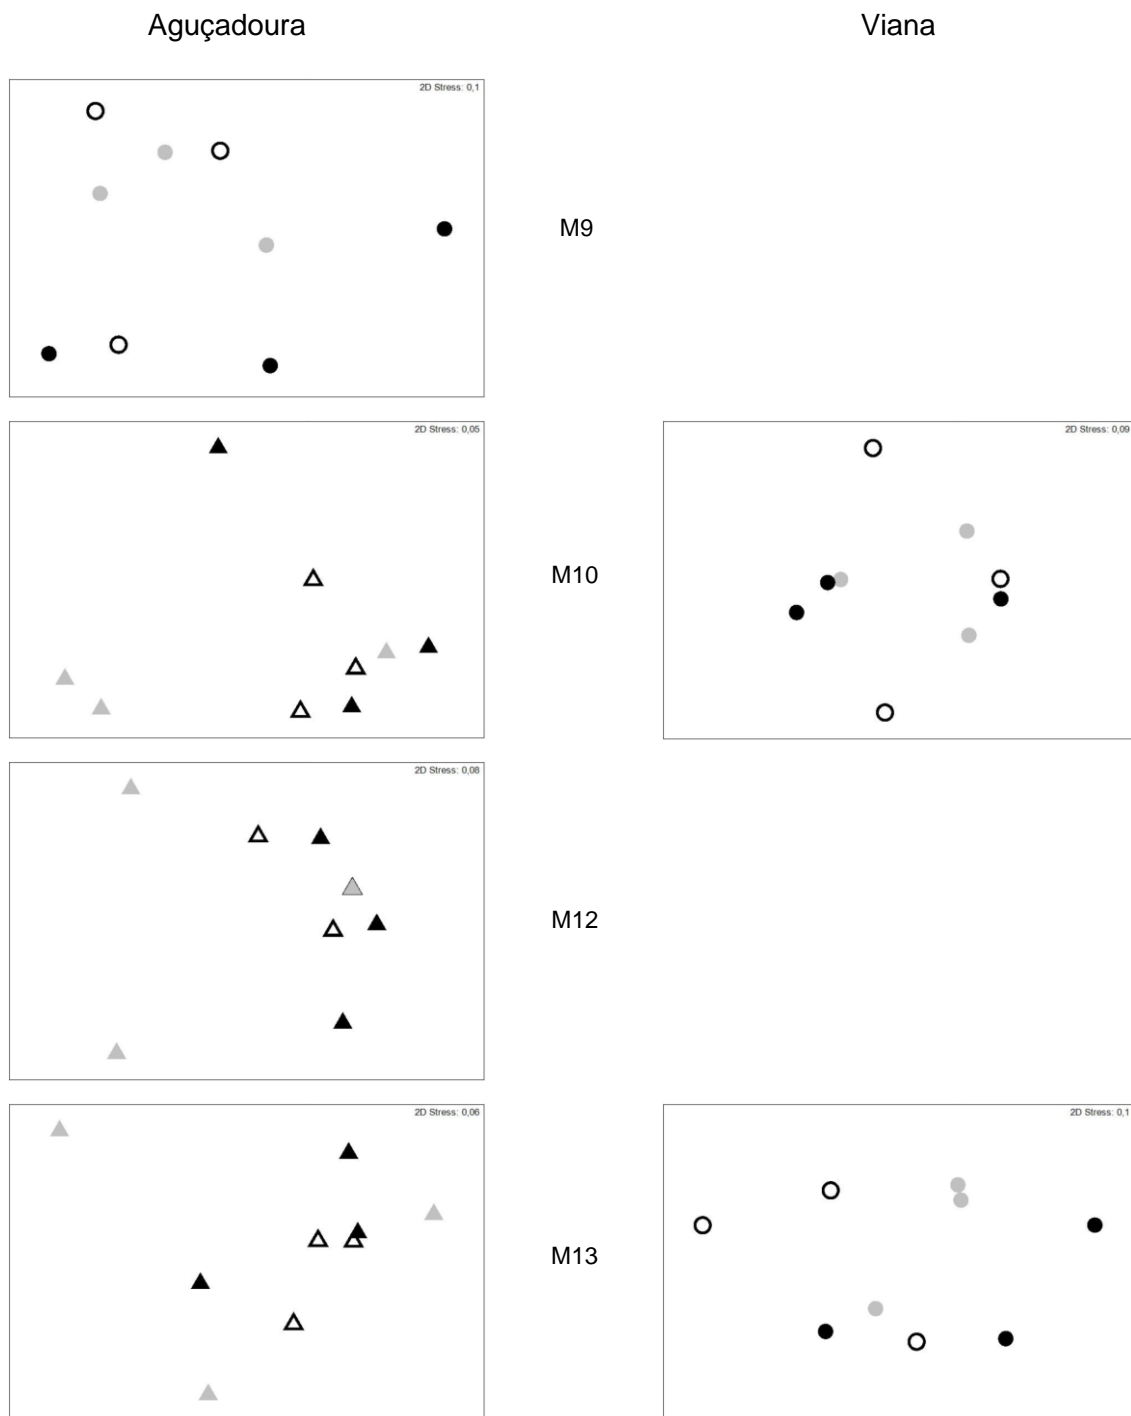 Aguçadoura Viana
2D Stress: 0,1
M9
2D Stress: 0,05 2D Stress: 0,09
M10
2D Stress: 0,08
M12
2D Stress: 0,06 2D Stress: 0,1
M13